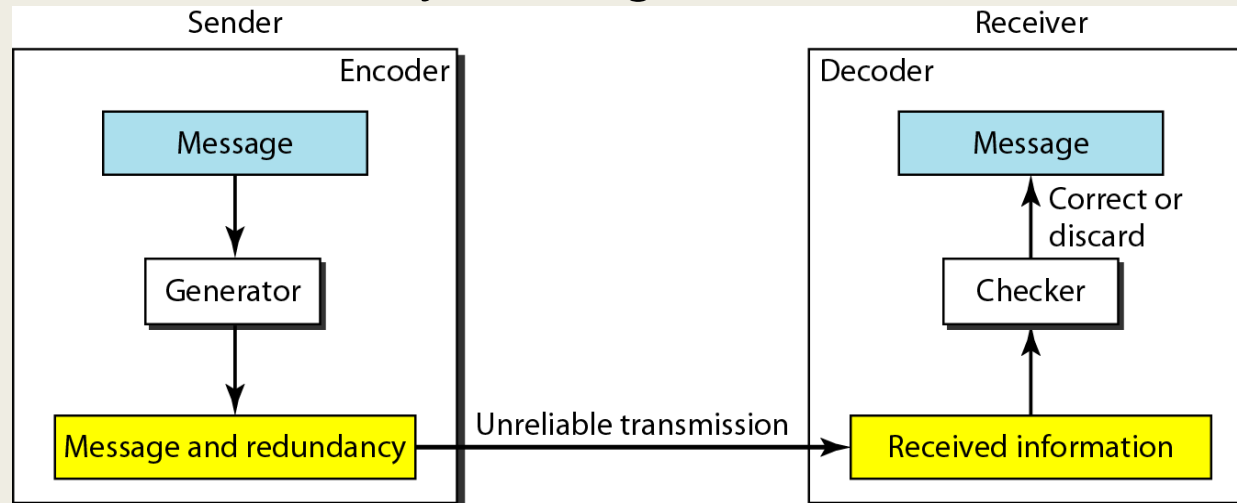 Sender
Receiver
Encoder
Decoder
Message
Message
Correct or
discard
Generator
Checker
Unreliable transmission
Message and redundancy
Received information